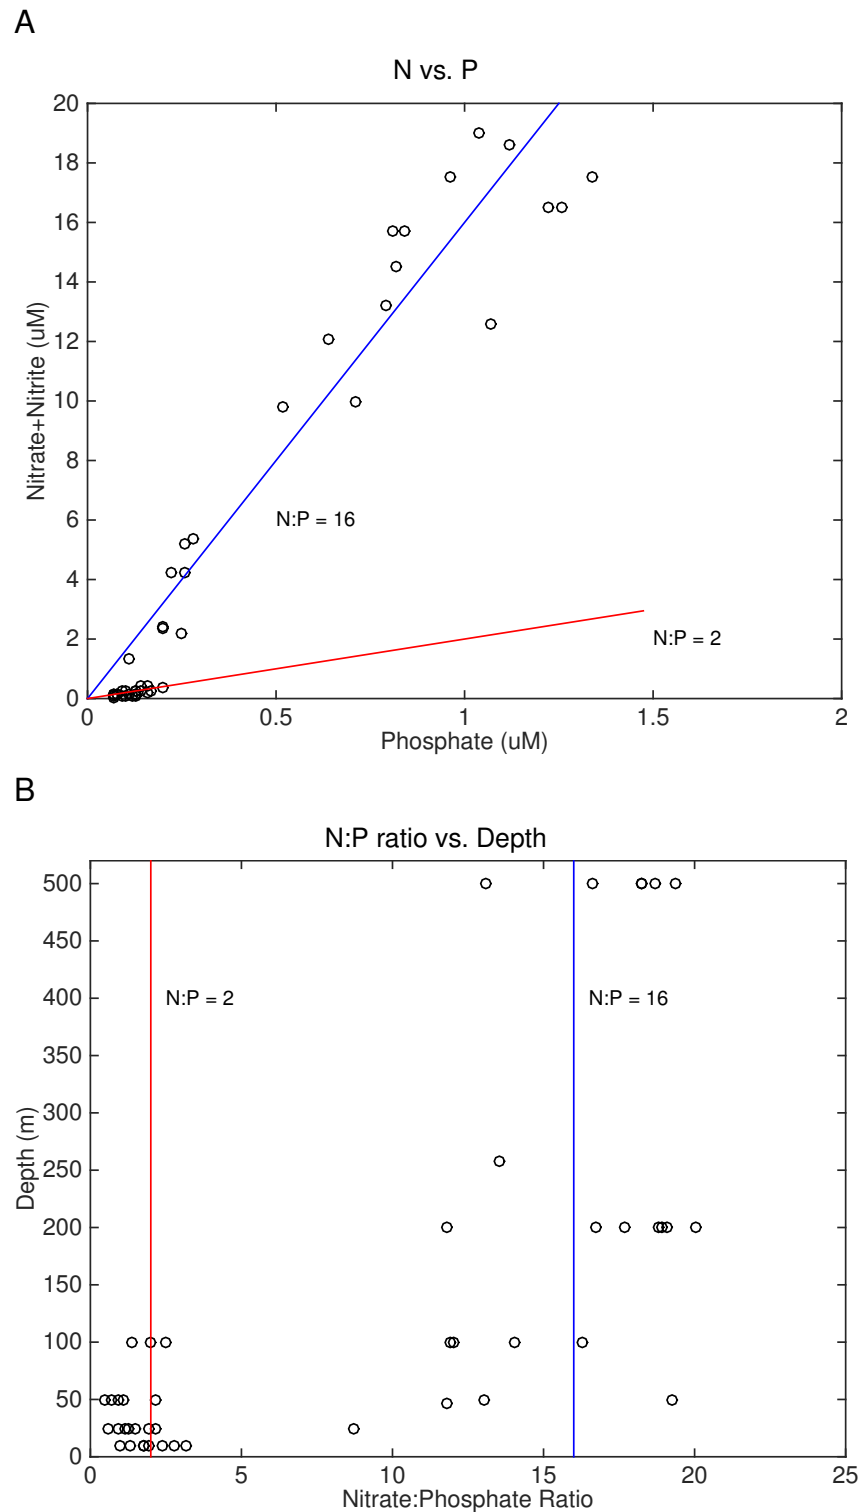 A
N vs. P
20
18
16
14
12
10
8
6
4
2
0
Nitrate+Nitrite (uM)
N:P = 16
N:P = 2
0 0.5 1 1.5 2
Phosphate (uM)
B
N:P ratio vs. Depth
500
450
400
350
300
250
200
150
100
50
0
Depth (m)
N:P = 2
N:P = 16
0 5 10 15 20 25
Nitrate:Phosphate Ratio